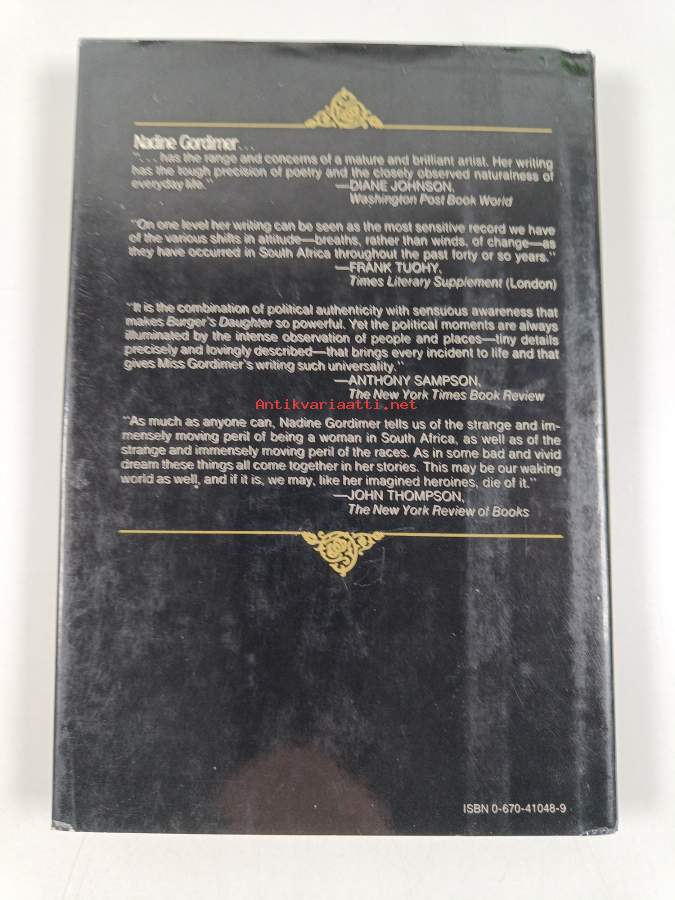 Nadine Gordimer...
". . . has the range and concerns of a mature and brilliant artist. Her writing
has the tough precision of poetry and the closely observed naturalness of
everyday life." —DIANE JOHNSON,
Washington Post Book World
"On one level her writing can be seen as the most sensitive record we have
of the various shifts in attitude—breaths, rather than winds, of change—as
they have occurred in South Africa throughout the past forty or so years."
—FRANK TUOHY,
Times Literary Supplement (London)
"It is the combination of political authenticity with sensuous awareness that
makes Burger's Daughter so powerful. Yet the political moments are always
illuminated by the intense observation of people and places—tiny details
precisely and lovingly described—that brings every incident to life and that
gives Miss Gordimer's writing such universality."
—ANTHONY SAMPSON,
The New York Times Book Review
Antikvariaatti.net
"As much as anyone can, Nadine Gordimer tells us of the strange and im-
mensely moving peril of being a woman in South Africa, as well as of the
strange and immensely moving peril of the races. As in some bad and vivid
dream these things all come together in her stories. This may be our waking
world as well, and if it is, we may, like her imagined heroines, die of it."
—JOHN THOMPSON,
The New York Review of Books
ISBN 0-670-41048-9